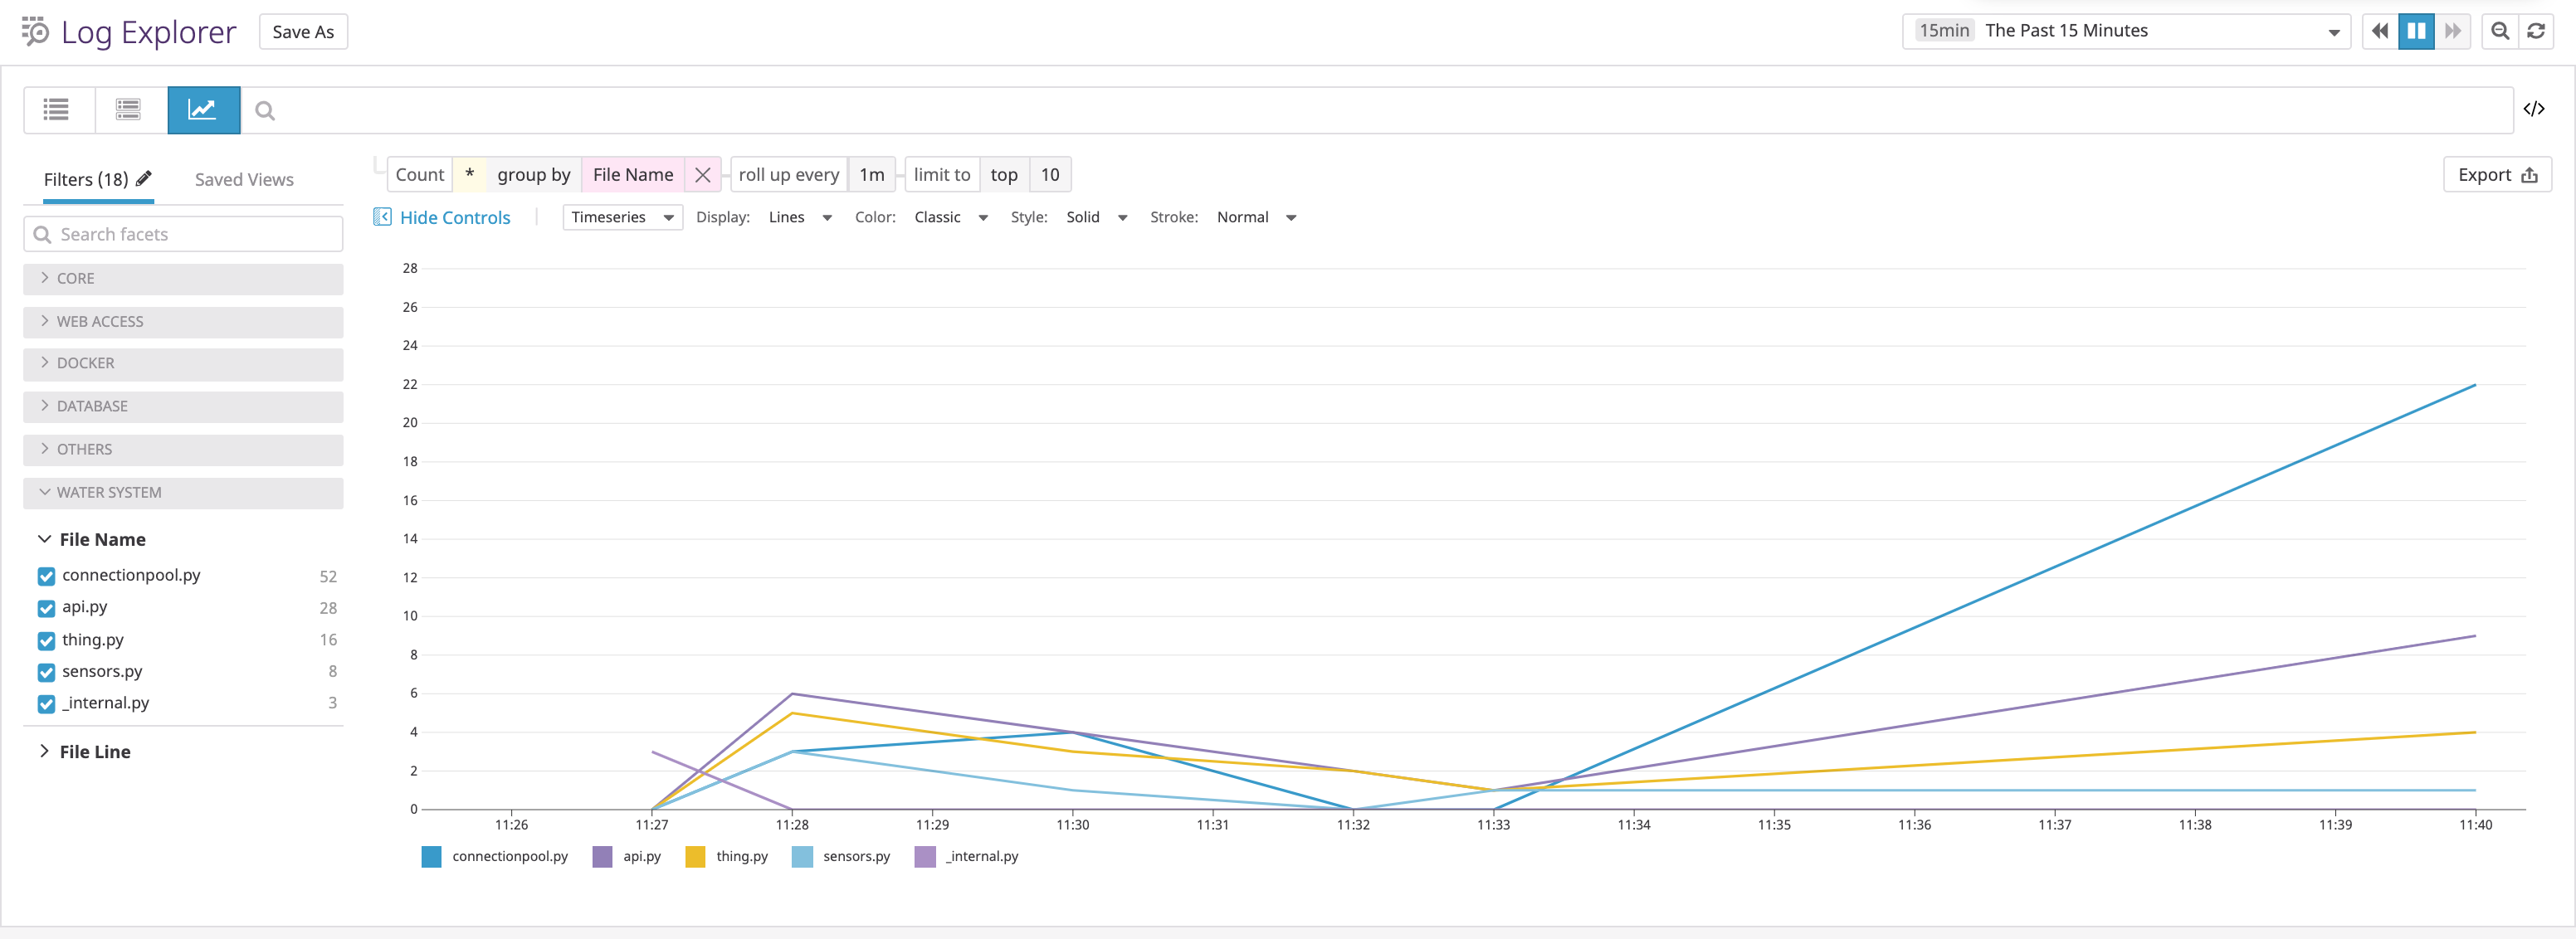 Log Explorer Save As 15min The Past 15 Minutes
Filters (18) Saved Views
Search facets
CORE
WEB ACCESS
DOCKER
DATABASE
OTHERS
WATER SYSTEM
File Name
connectionpool.py 52
api.py 28
thing.py 16
sensors.py 8
_internal.py 3
File Line
Count * group by File Name roll up every 1m limit to top 10 Export
Hide Controls Timeseries Display: Lines Color: Classic Style: Solid Stroke: Normal
28
26
24
22
20
18
16
14
12
10
8
6
4
2
0
11:26 11:27 11:28 11:29 11:30 11:31 11:32 11:33 11:34 11:35 11:36 11:37 11:38 11:39 11:40
connectionpool.py api.py thing.py sensors.py _internal.py